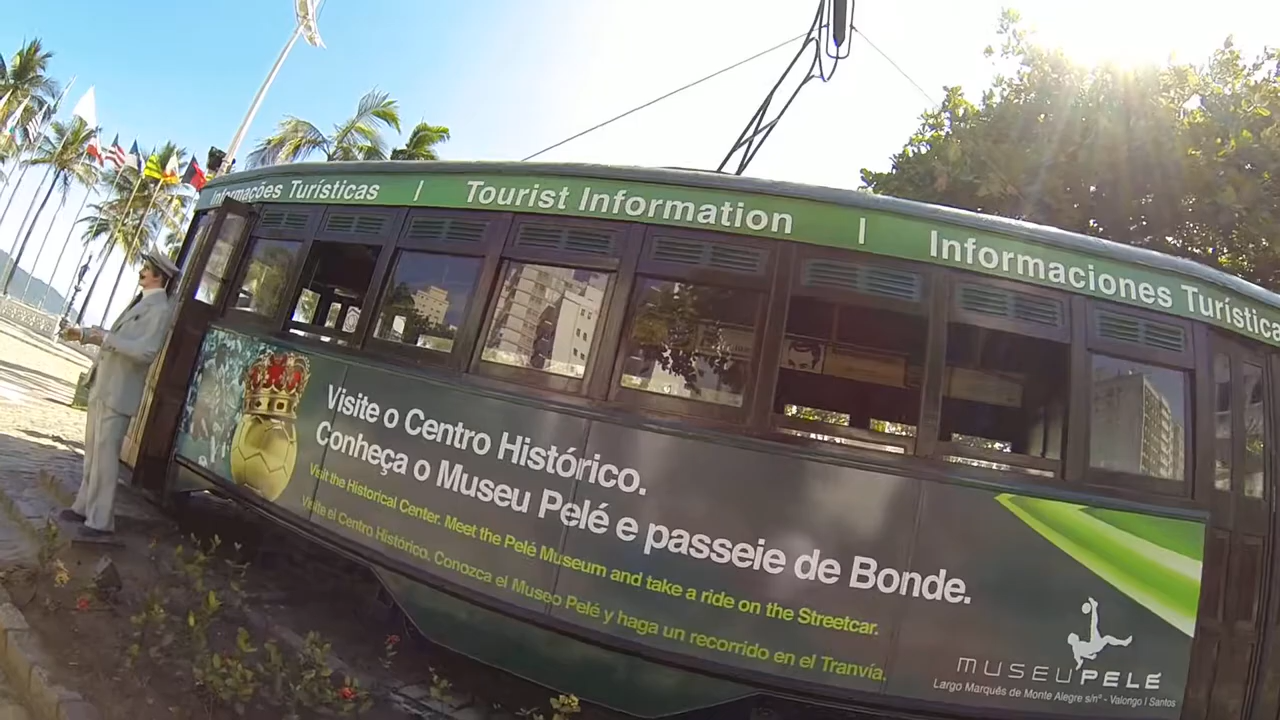 Informações Turísticas | Tourist Information | Informaciones Turísticas
Visite o Centro Histórico.
Conheça o Museu Pelé e passeie de Bonde.
Visit the Historical Center. Meet the Pelé Museum and take a ride on the Streetcar.
Visite el Centro Histórico. Conozca el Museo Pelé y haga un recorrido en el Tranvía.
MUSEUPELÉ
Largo Marquês de Monte Alegre s/nº - Valongo | Santos